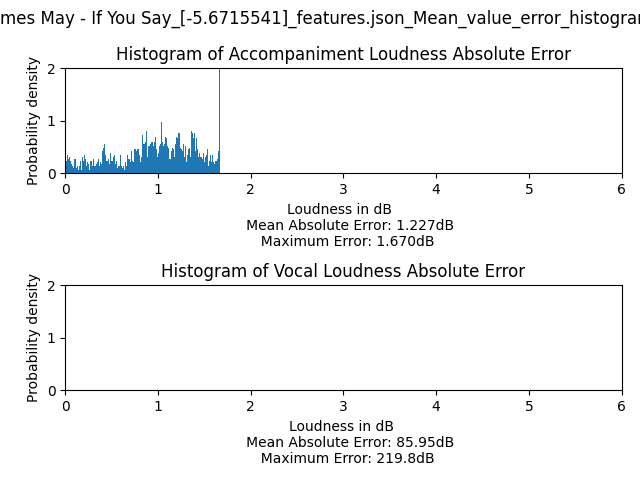 mes May - If You Say_[-5.6715541]_features.json_Mean_value_error_histogra
Histogram of Accompaniment Loudness Absolute Error
Probability density
2
1
0
0 1 2 3 4 5 6
Loudness in dB
Mean Absolute Error: 1.227dB
Maximum Error: 1.670dB
Histogram of Vocal Loudness Absolute Error
Probability density
2
1
0
0 1 2 3 4 5 6
Loudness in dB
Mean Absolute Error: 85.95dB
Maximum Error: 219.8dB